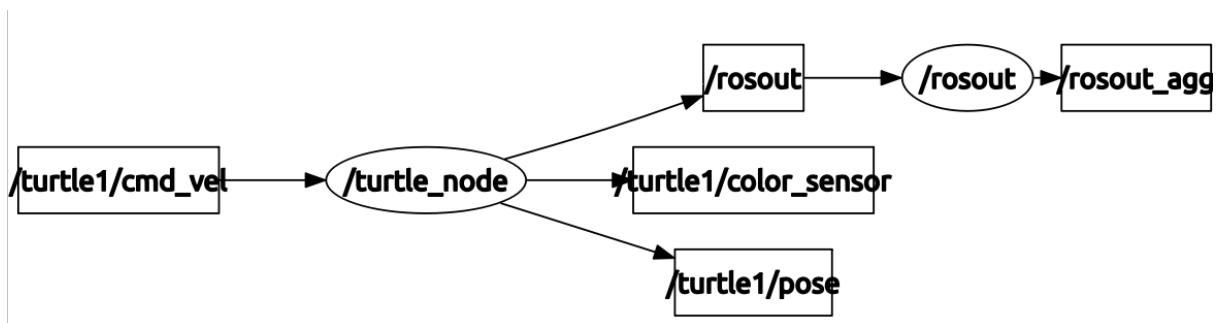 /rosout
/rosout
/rosout_agg
/turtle1/cmd_vel
/turtle_node
/turtle1/color_sensor
/turtle1/pose